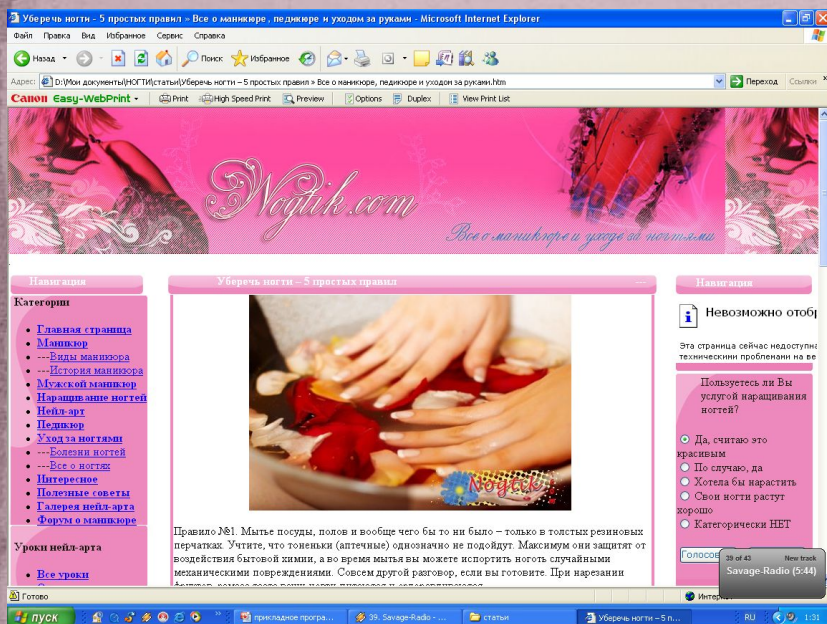 Уберечь ногти – 5 простых правил » Все о маникюре, педикюре и уходом за руками - Microsoft Internet Explorer
Файл Правка Вид Избранное Сервис Справка
Назад Поиск Избранное
Адрес: D:\Мои документы\НОГТИ\статьи\Уберечь ногти – 5 простых правил » Все о маникюре, педикюре и уходом за руками.htm Переход Ссылки
Canon Easy-WebPrint Print High Speed Print Preview Options Duplex View Print List
Nogtik.com
Все о маникюре и уходе за ногтями
Навигация
Категории
Главная страница
Маникюр
---Виды маникюра
---История маникюра
Мужской маникюр
Наращивание ногтей
Нейл-арт
Педикюр
Уход за ногтями
---Болезни ногтей
---Все о ногтях
Интересное
Полезные советы
Галерея нейл-арта
Форум о маникюре
Уроки нейл-арта
Все уроки
Уберечь ногти – 5 простых правил ---
Nogtik
Правило №1. Мытье посуды, полов и вообще чего бы то ни было – только в толстых резиновых
перчатках. Учтите, что тоненьки (аптечные) однозначно не подойдут. Максимум они защитят от
воздействия бытовой химии, а во время мытья вы можете испортить ноготь случайными
механическими повреждениями. Совсем другой разговор, если вы готовите. При нарезании
Навигация
Невозможно отобр
Эта страница сейчас недоступна
техническими проблемами на ве
Пользуетесь ли Вы
услугой наращивания
ногтей?
Да, считаю это
красивым
По случаю, да
Хотела бы нарастить
Свои ногти растут
хорошо
Категорически НЕТ
Голосов
39 of 43 New track
Savage-Radio (5:44)
Готово Интерн
пуск прикладное програ... 39. Savage-Radio - ... статьи Уберечь ногти – 5 п... RU 1:31